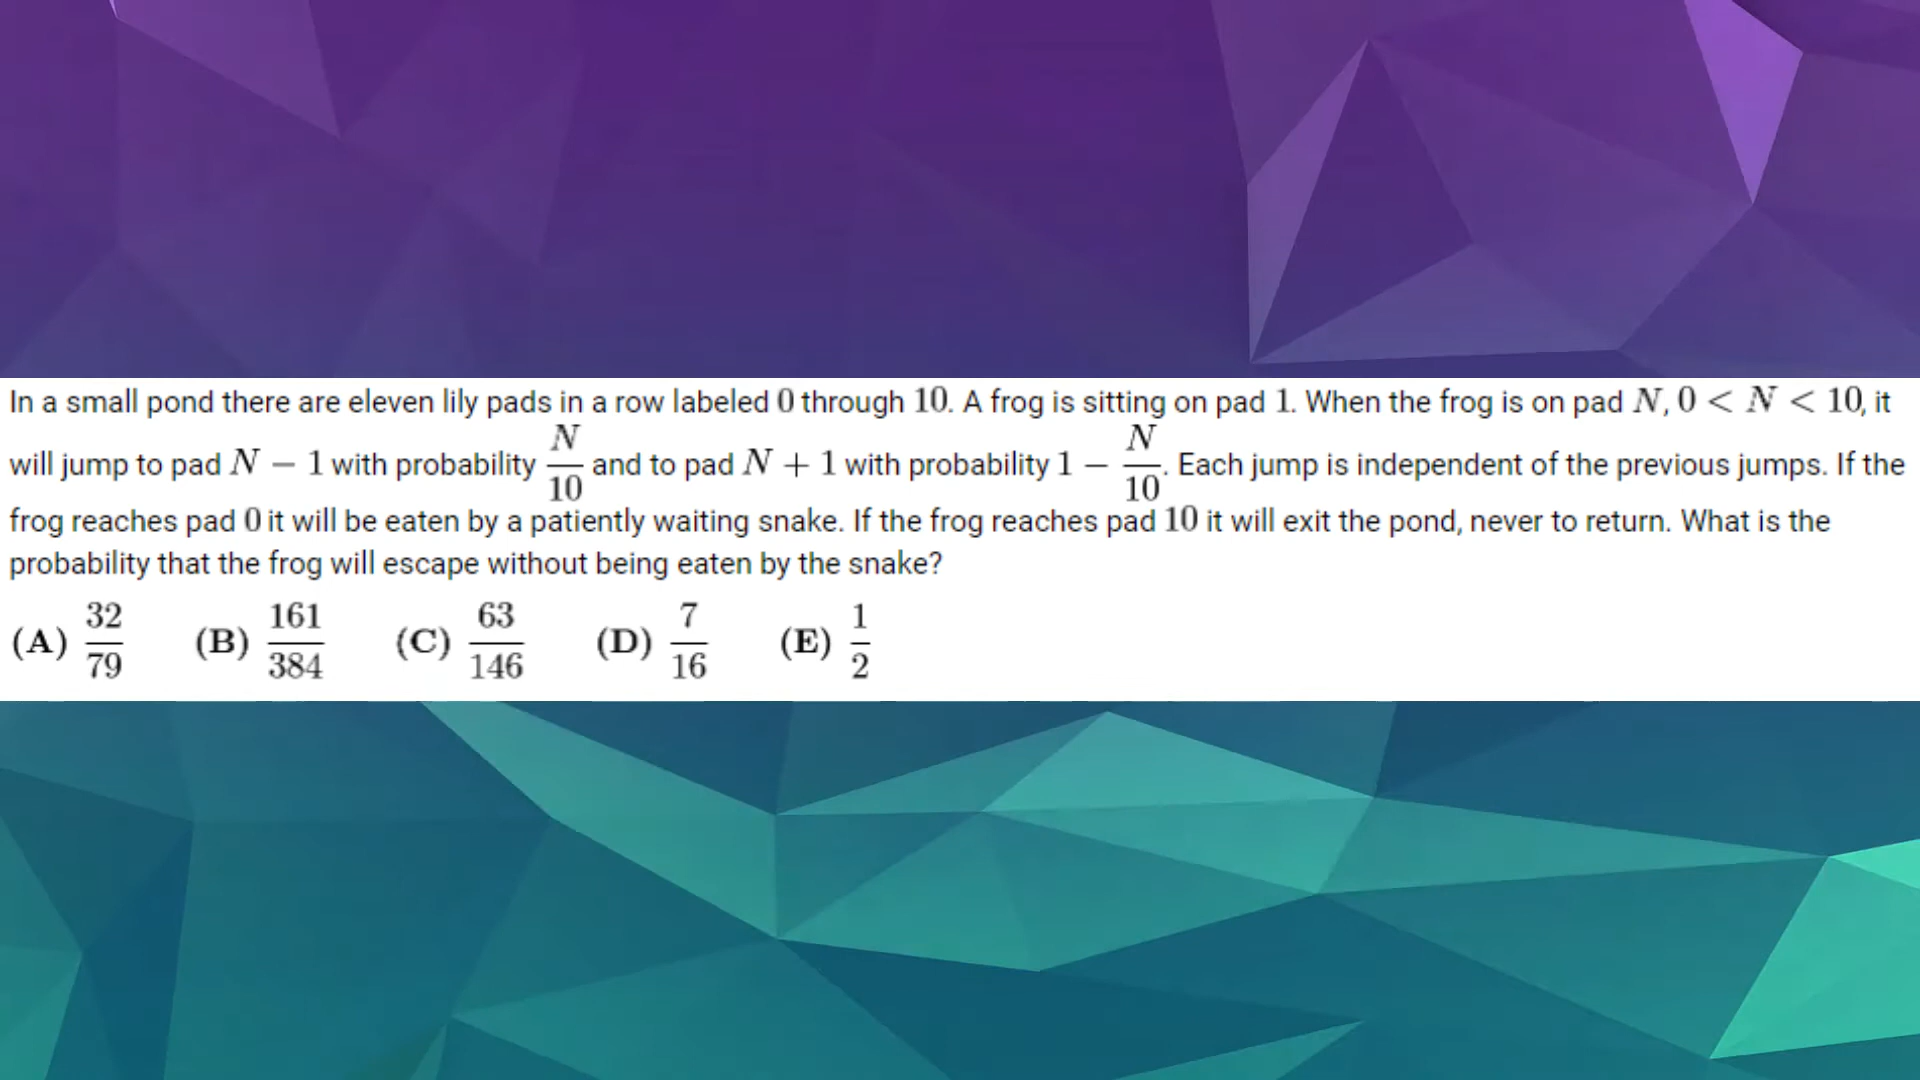 In a small pond there are eleven lily pads in a row labeled 0 through 10. A frog is sitting on pad 1. When the frog is on pad N, 0 < N < 10, it
will jump to pad N − 1 with probability N/10 and to pad N + 1 with probability 1 − N/10. Each jump is independent of the previous jumps. If the
frog reaches pad 0 it will be eaten by a patiently waiting snake. If the frog reaches pad 10 it will exit the pond, never to return. What is the
probability that the frog will escape without being eaten by the snake?
(A) 32/79 (B) 161/384 (C) 63/146 (D) 7/16 (E) 1/2